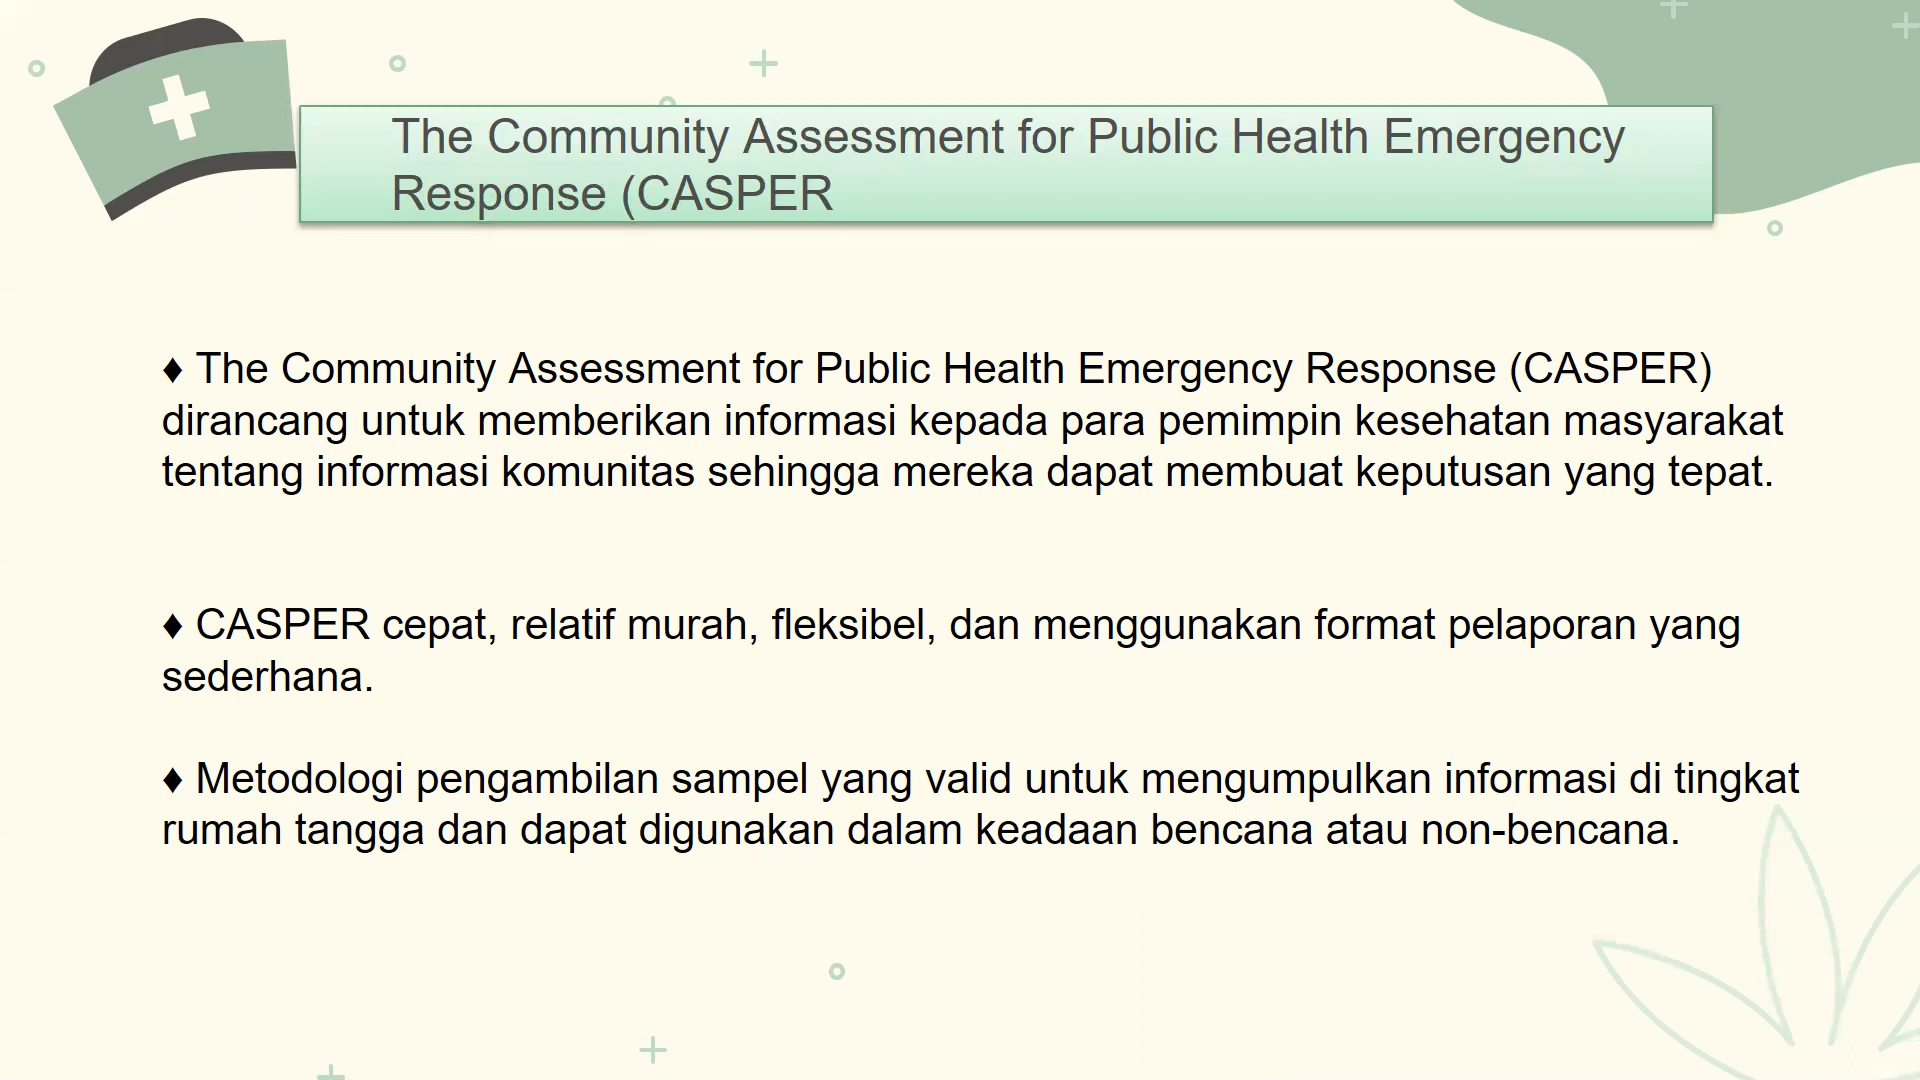 The Community Assessment for Public Health Emergency
Response (CASPER
♦ The Community Assessment for Public Health Emergency Response (CASPER)
dirancang untuk memberikan informasi kepada para pemimpin kesehatan masyarakat
tentang informasi komunitas sehingga mereka dapat membuat keputusan yang tepat.
♦ CASPER cepat, relatif murah, fleksibel, dan menggunakan format pelaporan yang
sederhana.
♦ Metodologi pengambilan sampel yang valid untuk mengumpulkan informasi di tingkat
rumah tangga dan dapat digunakan dalam keadaan bencana atau non-bencana.